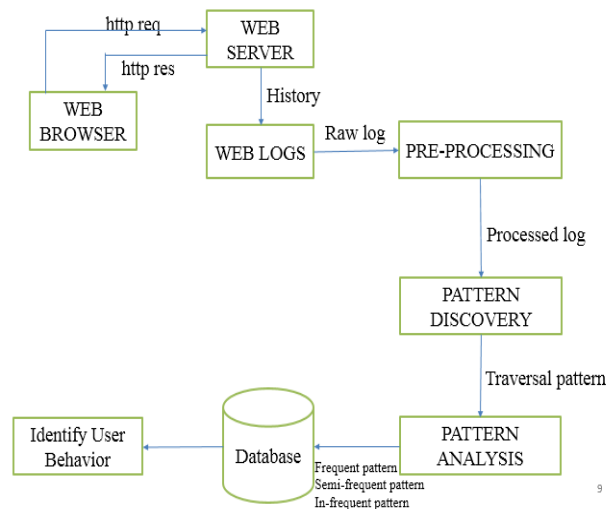 http req
WEB
SERVER
http res
WEB
BROWSER
History
WEB LOGS
Raw log
PRE-PROCESSING
Processed log
PATTERN
DISCOVERY
Traversal pattern
PATTERN
ANALYSIS
Frequent pattern
Semi-frequent pattern
In-frequent pattern
Database
Identify User
Behavior
9